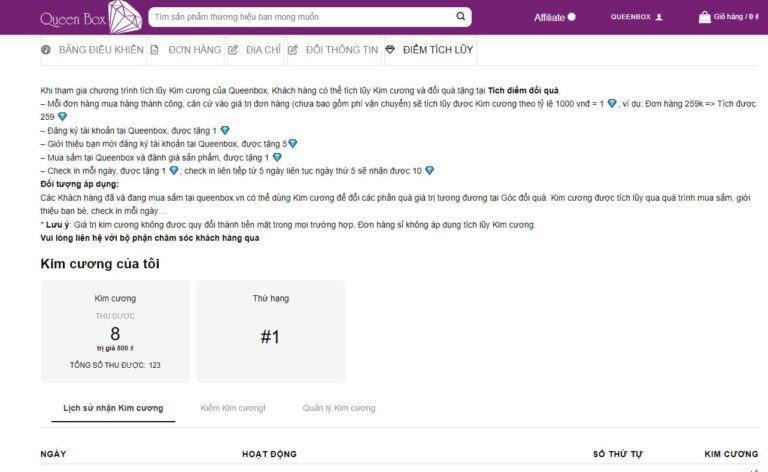 Queen Box
Tìm sản phẩm thương hiệu bạn mong muốn
Affiliate
QUEENBOX
Giỏ hàng / 0 ₫
BẢNG ĐIỀU KHIỂN
ĐƠN HÀNG
ĐỊA CHỈ
ĐỔI THÔNG TIN
ĐIỂM TÍCH LŨY
Khi tham gia chương trình tích lũy Kim cương của Queenbox, Khách hàng có thể tích lũy Kim cương và đổi quà tặng tại Tích điểm đổi quà.
– Mỗi đơn hàng mua hàng thành công, căn cứ vào giá trị đơn hàng (chưa bao gồm phí vận chuyển) sẽ tích lũy được Kim cương theo tỷ lệ 1000 vnđ = 1 💎, ví dụ: Đơn hàng 259k => Tích được
259 💎
– Đăng ký tài khoản tại Queenbox, được tặng 1 💎
– Giới thiệu bạn mới đăng ký tài khoản tại Queenbox, được tặng 5💎
– Mua sắm tại Queenbox và đánh giá sản phẩm, được tặng 1 💎
– Check in mỗi ngày, được tặng 1 💎; check in liên tiếp từ 5 ngày liên tục ngày thứ 5 sẽ nhận được 10 💎
Đối tượng áp dụng:
Các Khách hàng đã và đang mua sắm tại queenbox.vn có thể dùng Kim cương để đổi các phần quà giá trị tương đương tại Góc đổi quà. Kim cương được tích lũy qua quá trình mua sắm, giới
thiệu bạn bè, check in mỗi ngày…
* Lưu ý: Giá trị kim cương không được quy đổi thành tiền mặt trong mọi trường hợp. Đơn hàng sỉ không áp dụng tích lũy Kim cương.
Vui lòng liên hệ với bộ phận chăm sóc khách hàng qua
Kim cương của tôi
Kim cương
THU ĐƯỢC
8
trị giá 800 ₫
TỔNG SỐ THU ĐƯỢC: 123
Thứ hạng
#1
Lịch sử nhận Kim cương
Kiếm Kim cương!
Quản lý Kim cương
NGÀY
HOẠT ĐỘNG
SỐ THỨ TỰ
KIM CƯƠNG